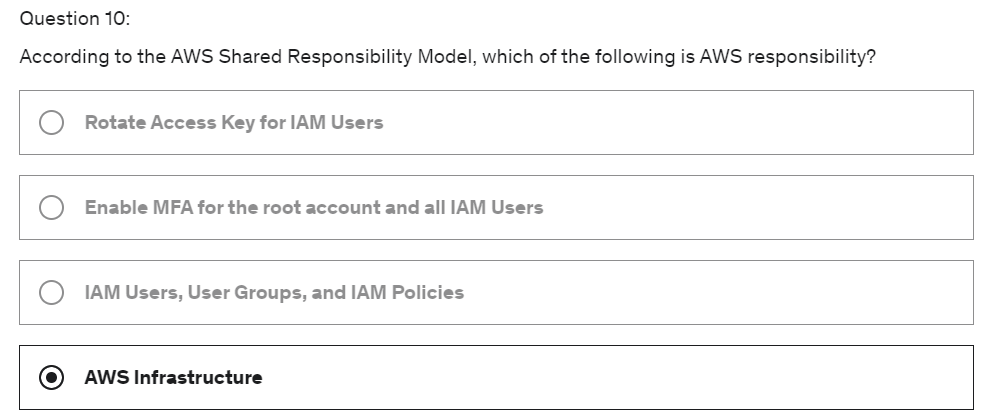 Question 10:
According to the AWS Shared Responsibility Model, which of the following is AWS responsibility?
Rotate Access Key for IAM Users
Enable MFA for the root account and all IAM Users
IAM Users, User Groups, and IAM Policies
AWS Infrastructure